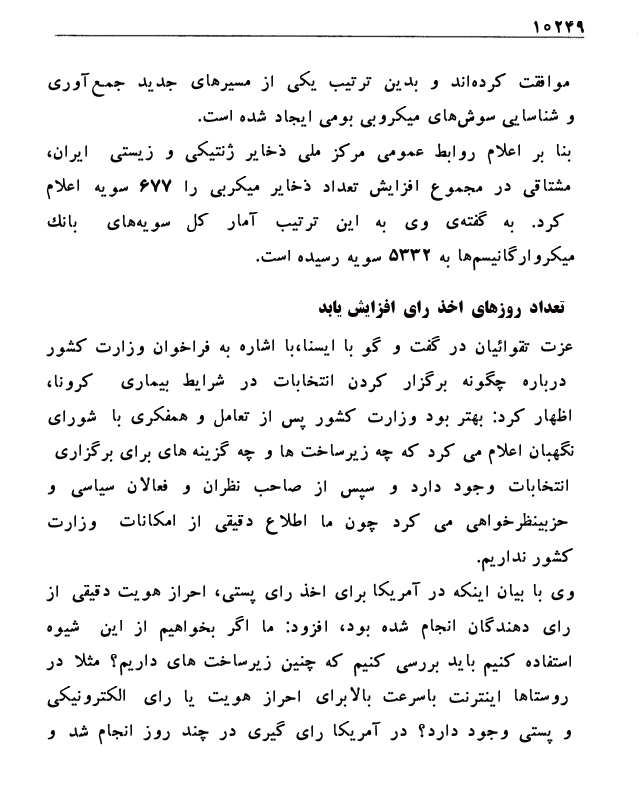 ۱۰۲۴۹
موافقت کرده‌اند و بدین ترتیب یکی از مسیرهای جدید جمع‌آوری
و شناسایی سوش‌های میکروبی بومی ایجاد شده است.
بنا بر اعلام روابط عمومی مرکز ملی ذخایر ژنتیکی و زیستی ایران،
مشتاقی در مجموع افزایش تعداد ذخایر میکربی را ۶۷۷ سویه اعلام
کرد. به گفته‌ی وی به این ترتیب آمار کل سویه‌های بانک
میکروارگانیسم‌ها به ۵۳۳۲ سویه رسیده است.
تعداد روزهای اخذ رای افزایش یابد
عزت تقوائیان در گفت و گو با ایسنا،با اشاره به فراخوان وزارت کشور
درباره چگونه برگزار کردن انتخابات در شرایط بیماری کرونا،
اظهار کرد: بهتر بود وزارت کشور پس از تعامل و همفکری با شورای
نگهبان اعلام می کرد که چه زیرساخت ها و چه گزینه های برای برگزاری
انتخابات وجود دارد و سپس از صاحب نظران و فعالان سیاسی و
حزبینظرخواهی می کرد چون ما اطلاع دقیقی از امکانات وزارت
کشور نداریم.
وی با بیان اینکه در آمریکا برای اخذ رای پستی، احراز هویت دقیقی از
رای دهندگان انجام شده بود، افزود: ما اگر بخواهیم از این شیوه
استفاده کنیم باید بررسی کنیم که چنین زیرساخت های داریم؟ مثلا در
روستاها اینترنت باسرعت بالابرای احراز هویت یا رای الکترونیکی
و پستی وجود دارد؟ در آمریکا رای گیری در چند روز انجام شد و